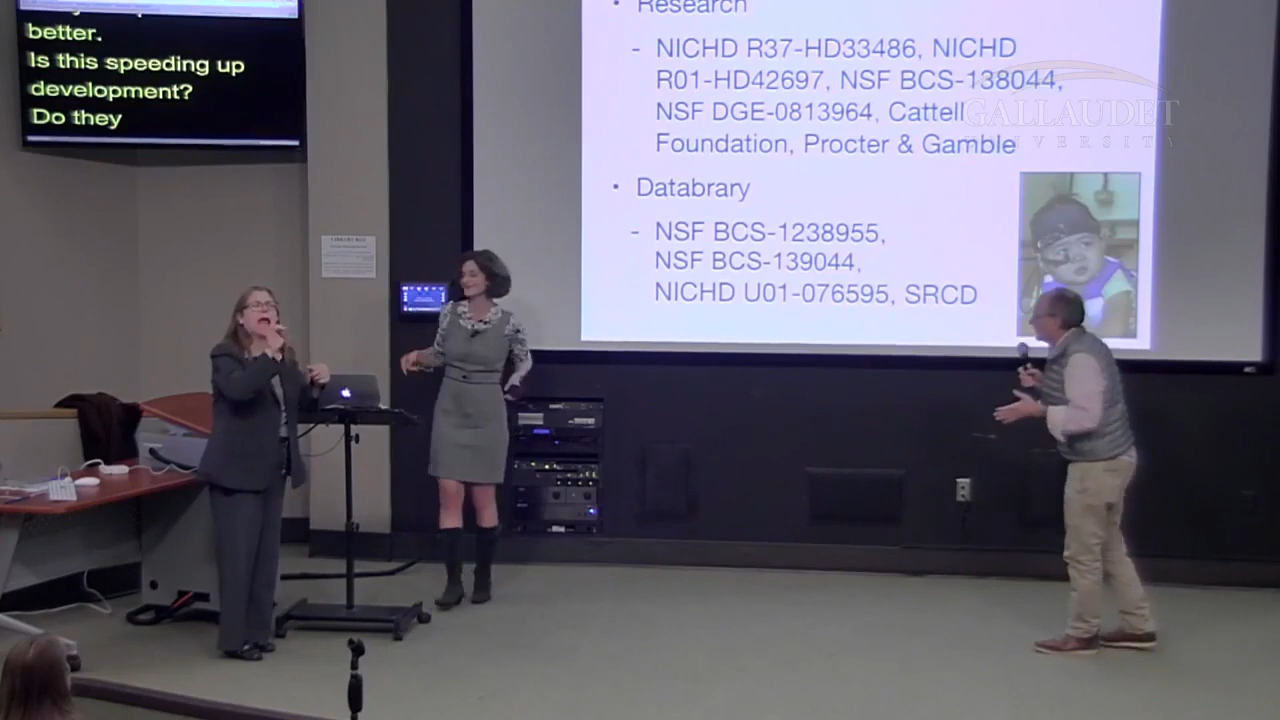 better.
Is this speeding up
development?
Do they
• Research
- NICHD R37-HD33486, NICHD
R01-HD42697, NSF BCS-138044,
NSF DGE-0813964, Cattell
Foundation, Procter & Gamble
• Databrary
- NSF BCS-1238955,
NSF BCS-139044,
NICHD U01-076595, SRCD
GALLAUDET
UNIVERSITY